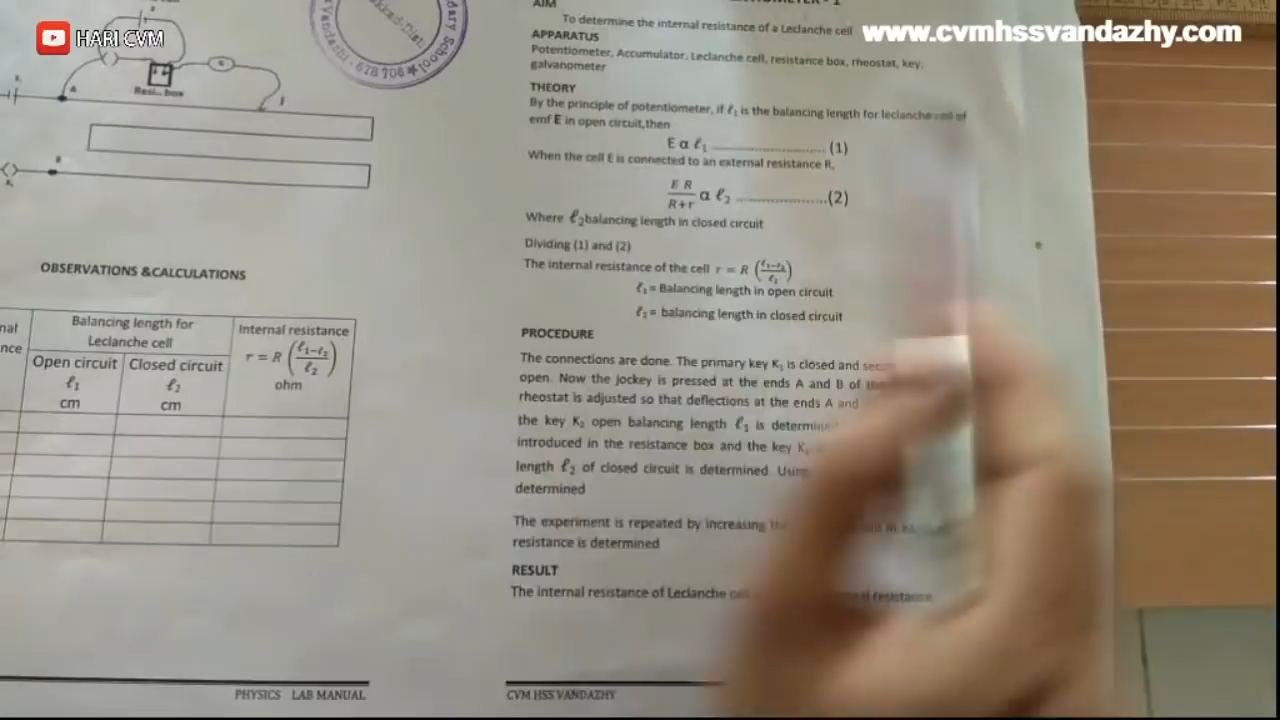 HARI CVM
www.cvmhssvandazhy.com
A
Resi.. box
J
B
K₁
OBSERVATIONS &CALCULATIONS
Balancing length for
Leclanche cell
Open circuit
ℓ₁
cm
Closed circuit
ℓ₂
cm
Internal resistance
r = R (ℓ₁−ℓ₂/ℓ₂)
ohm
PHYSICS LAB MANUAL
AIM
To determine the internal resistance of a Leclanche cell
APPARATUS
Potentiometer, Accumulator, Leclanche cell, resistance box, rheostat, key,
galvanometer
THEORY
By the principle of potentiometer, if ℓ₁ is the balancing length for leclanche cell of
emf E in open circuit,then
E α ℓ₁ ............................ (1)
When the cell E is connected to an external resistance R,
E R/R+r α ℓ₂ ......................(2)
Where ℓ₂balancing length in closed circuit
Dividing (1) and (2)
The internal resistance of the cell r = R (ℓ₁−ℓ₂/ℓ₂)
ℓ₁= Balancing length in open circuit
ℓ₂= balancing length in closed circuit
PROCEDURE
The connections are done. The primary key K₁ is closed and
open. Now the jockey is pressed at the ends A and B of
rheostat is adjusted so that deflections at the ends A and
the key K₂ open balancing length ℓ₁ is
introduced in the resistance box and the key
length ℓ₂ of closed circuit is determined.
determined
The experiment is repeated by increasing
resistance is determined
RESULT
The internal resistance of Leclanche resistance
CVM HSS VANDAZHY